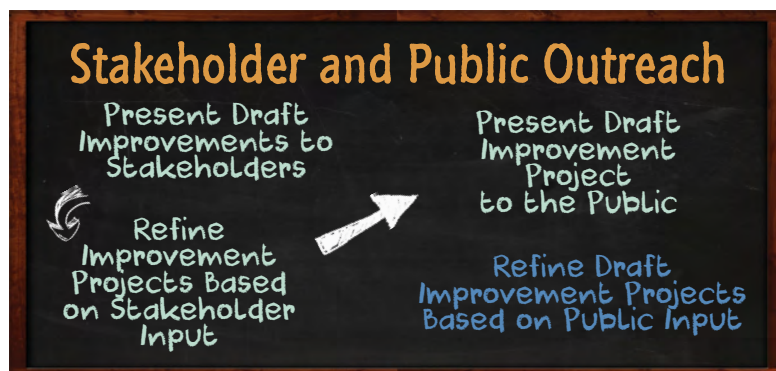 Stakeholder and Public Outreach
Present Draft
Improvements to
Stakeholders
Refine
Improvement
Projects Based
on Stakeholder
Input
Present Draft
Improvement
Project
to the Public
Refine Draft
Improvement Projects
Based on Public Input